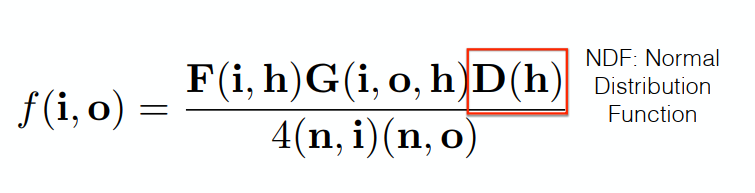 f(i, o) = F(i, h)G(i, o, h)D(h) / 4(n, i)(n, o)
NDF: Normal
Distribution
Function